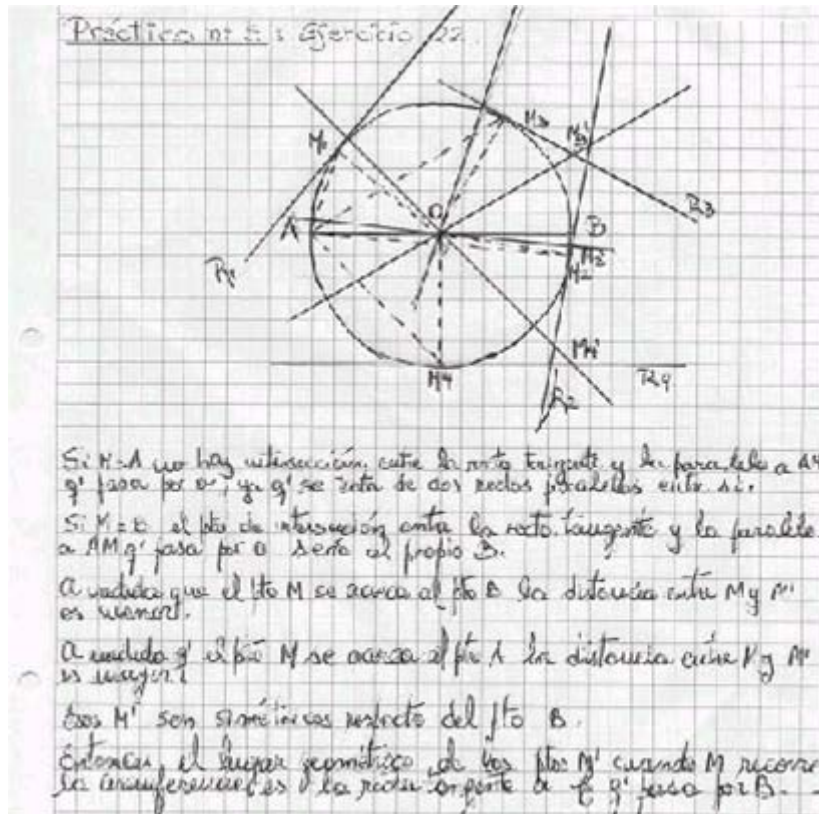 Práctica nº 5 : Ejercicio 22.
M1
M3
M3'
R3
O
A
B
R1
M2'
M2
M4'
M4
R4
R2
Si M=A no hay intersección entre la recta tangente y la paralela a AM
q' pasa por o, ya q' se trata de dos rectas paralelas entre sí.
Si M=B el pto de intersección entre la recta tangente y la paralela
a AM q' pasa por O sería el propio B.
A medida que el pto M se acerca al pto B la distancia entre M y M'
es menor.
A medida q' el pto M se acerca al pto A la distancia entre M y M'
es mayor.
Esos M' son simétricos respecto del pto B.
Entonces, el lugar geométrico de los ptos M' cuando M recorre
la circunferencia es la recta tangente a q' pasa por B.